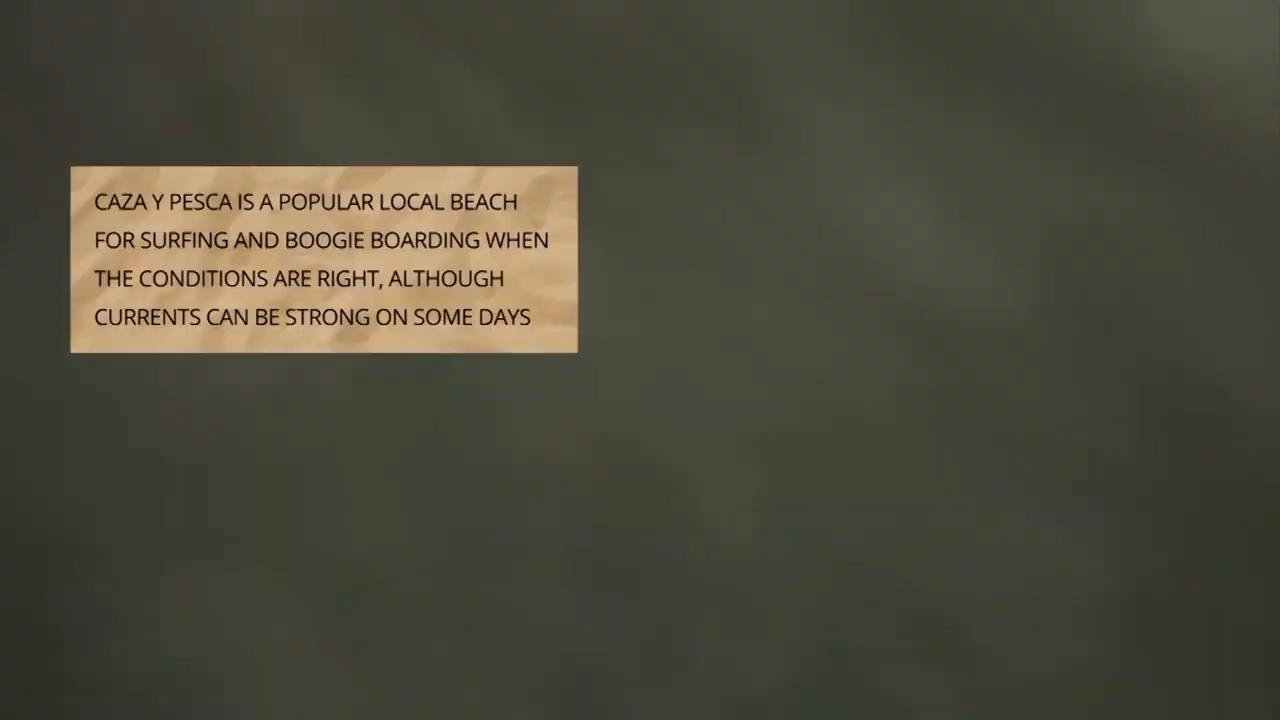 CAZA Y PESCA IS A POPULAR LOCAL BEACH
FOR SURFING AND BOOGIE BOARDING WHEN
THE CONDITIONS ARE RIGHT, ALTHOUGH
CURRENTS CAN BE STRONG ON SOME DAYS